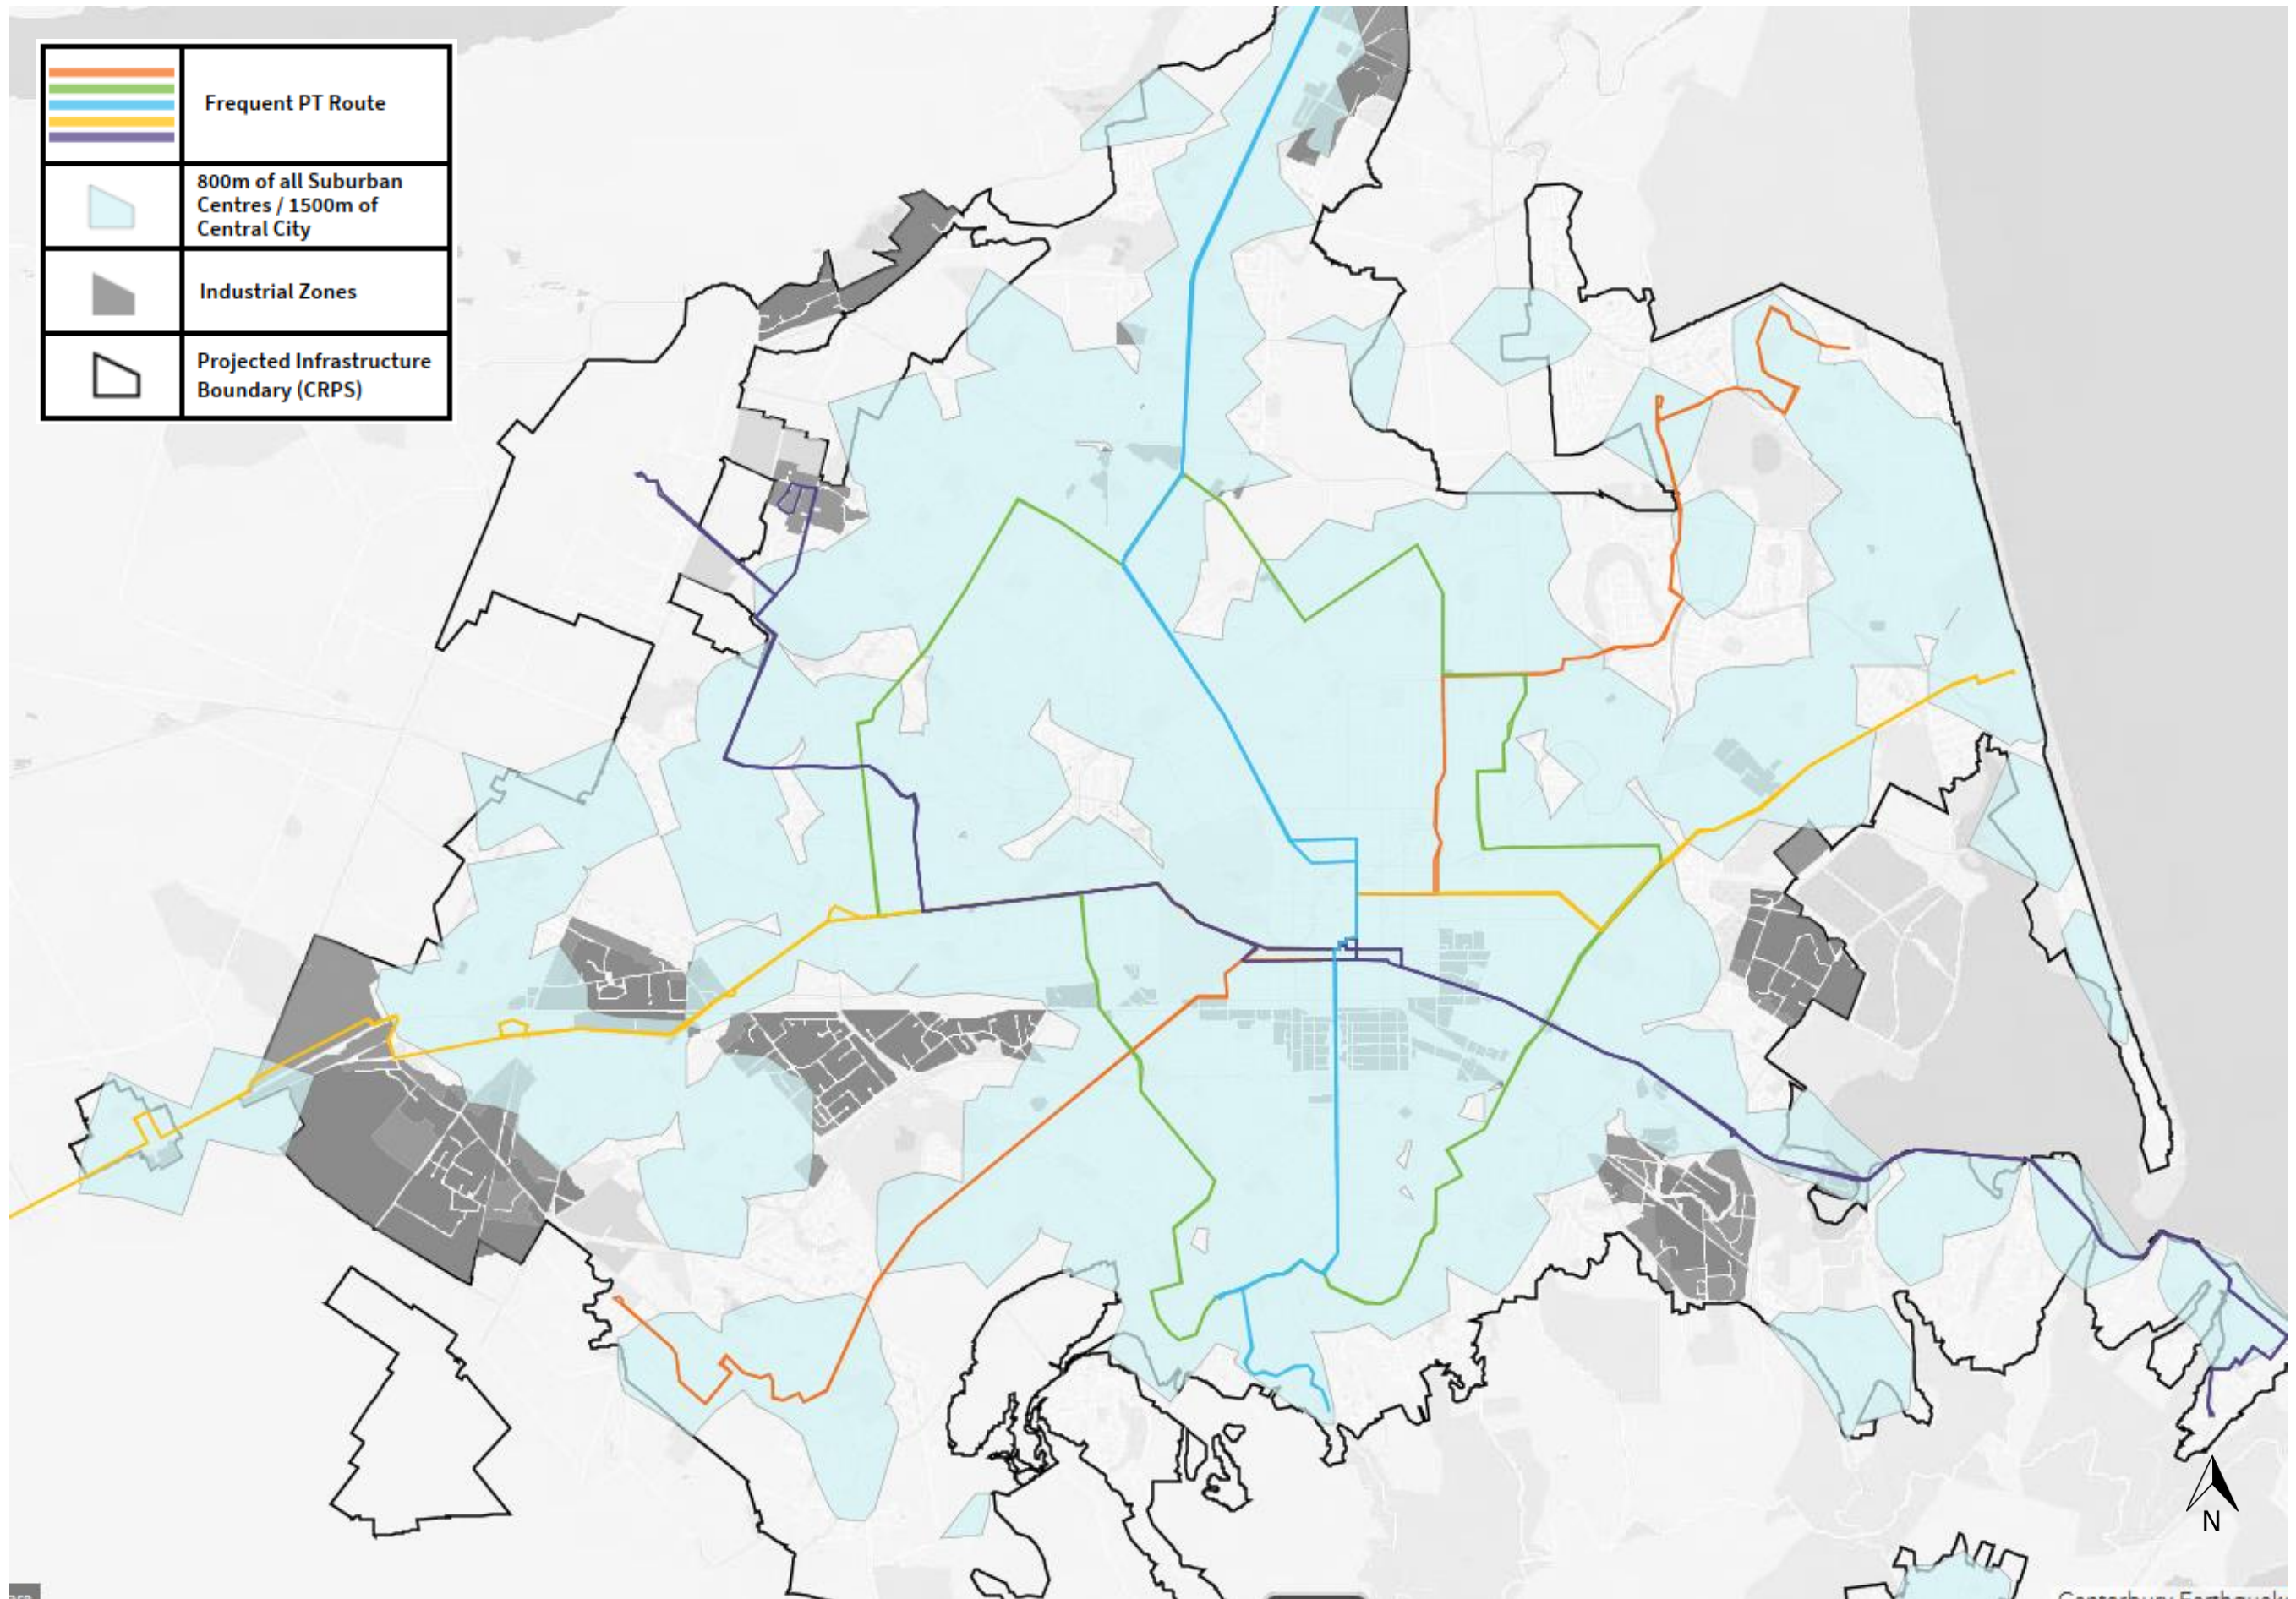 Frequent PT Route
800m of all Suburban
Centres / 1500m of
Central City
Industrial Zones
Projected Infrastructure
Boundary (CRPS)
N